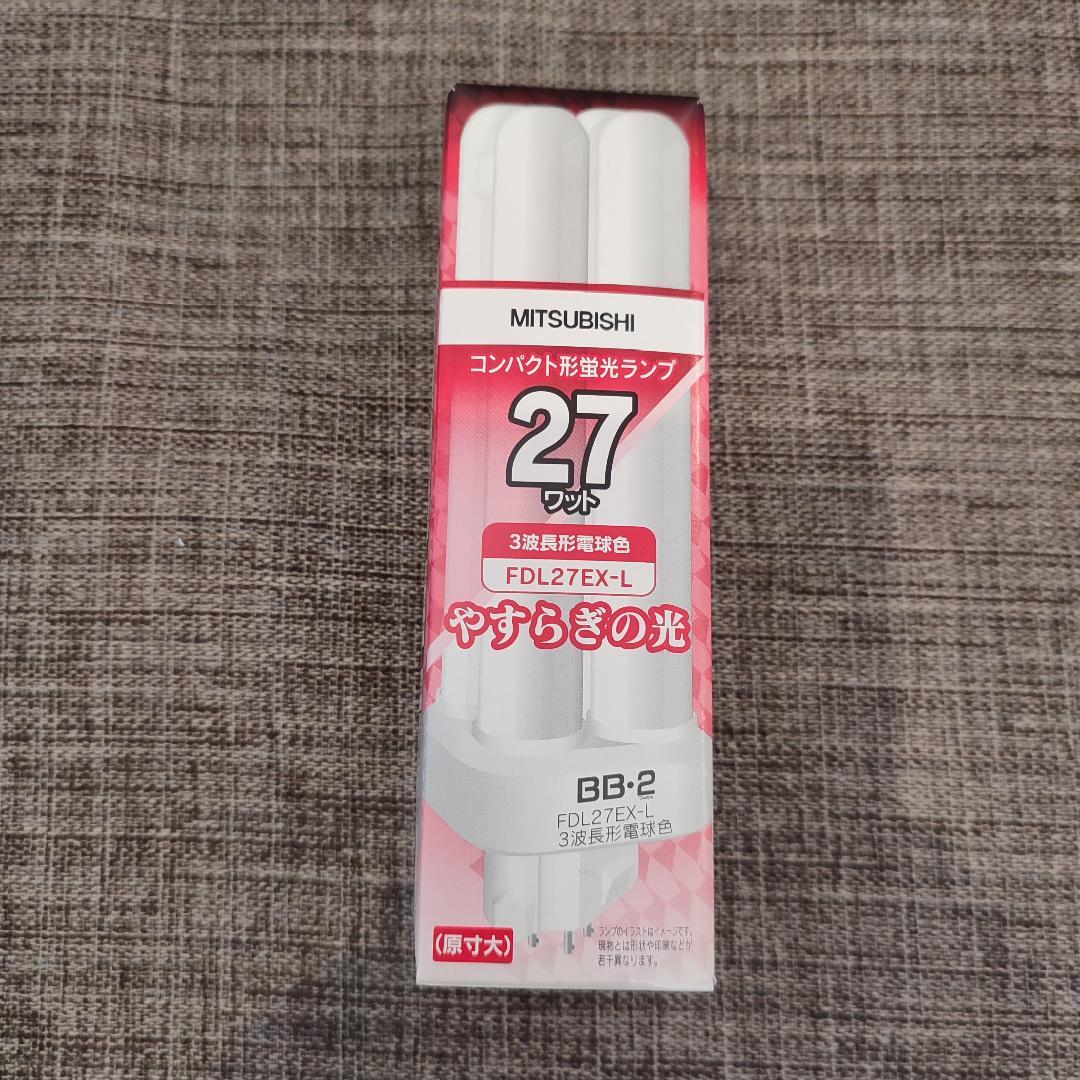 MITSUBISHI
コンパクト形蛍光ランプ
27
ワット
3波長形電球色
FDL27EX-L
やすらぎの光
BB・2
FDL27EX-L
3波長形電球色
(原寸大)
ランプのイラストはイメージです。
現物とは形状や印刷などが
若干異なります。